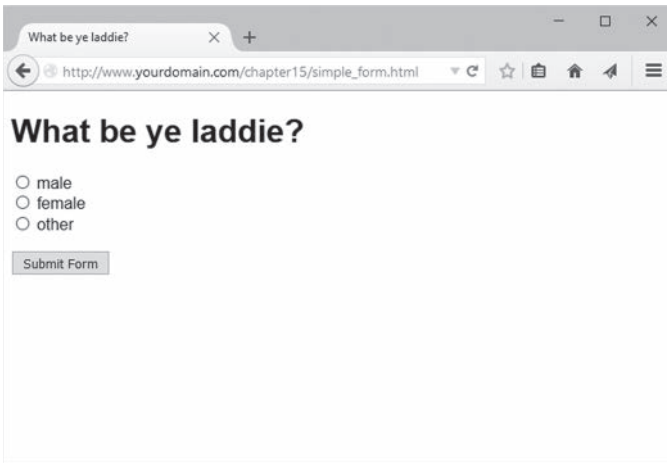 What be ye laddie?
http://www.yourdomain.com/chapter15/simple_form.html
What be ye laddie?
male
female
other
Submit Form